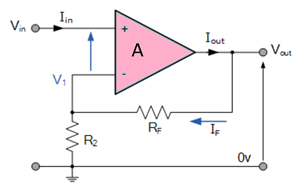 Vin
Iin
+
A
Iout
Vout
V1
-
RF
IF
R2
0v